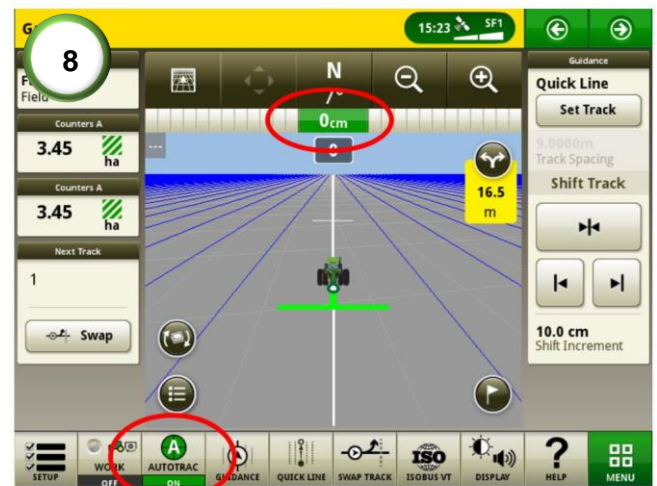 8
15:23 SF1
Field
Counters A
3.45 ha
Counters A
3.45 ha
Next Track
1
Swap
N
0cm
---
16.5
m
Guidance
Quick Line
Set Track
9.0000m
Track Spacing
Shift Track
10.0 cm
Shift Increment
SETUP
WORK
OFF
A
AUTOTRAC
ON
GUIDANCE
QUICK LINE
SWAP TRACK
ISO
ISOBUS VT
DISPLAY
?
HELP
MENU